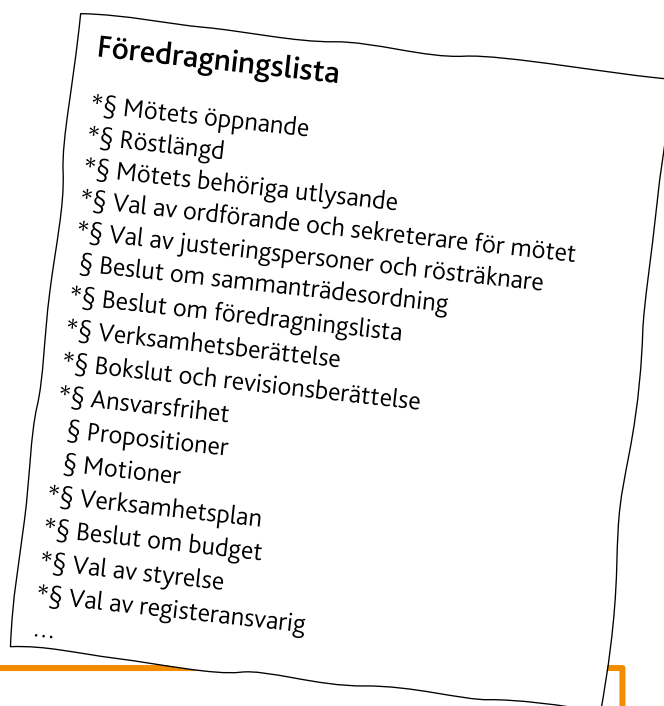 Föredragningslista
*§ Mötets öppnande
*§ Röstlängd
*§ Mötets behöriga utlysande
*§ Val av ordförande och sekreterare för mötet
*§ Val av justeringspersoner och rösträknare
§ Beslut om sammanträdesordning
*§ Beslut om föredragningslista
*§ Verksamhetsberättelse
*§ Bokslut och revisionsberättelse
*§ Ansvarsfrihet
§ Propositioner
§ Motioner
*§ Verksamhetsplan
*§ Beslut om budget
*§ Val av styrelse
*§ Val av registeransvarig
...